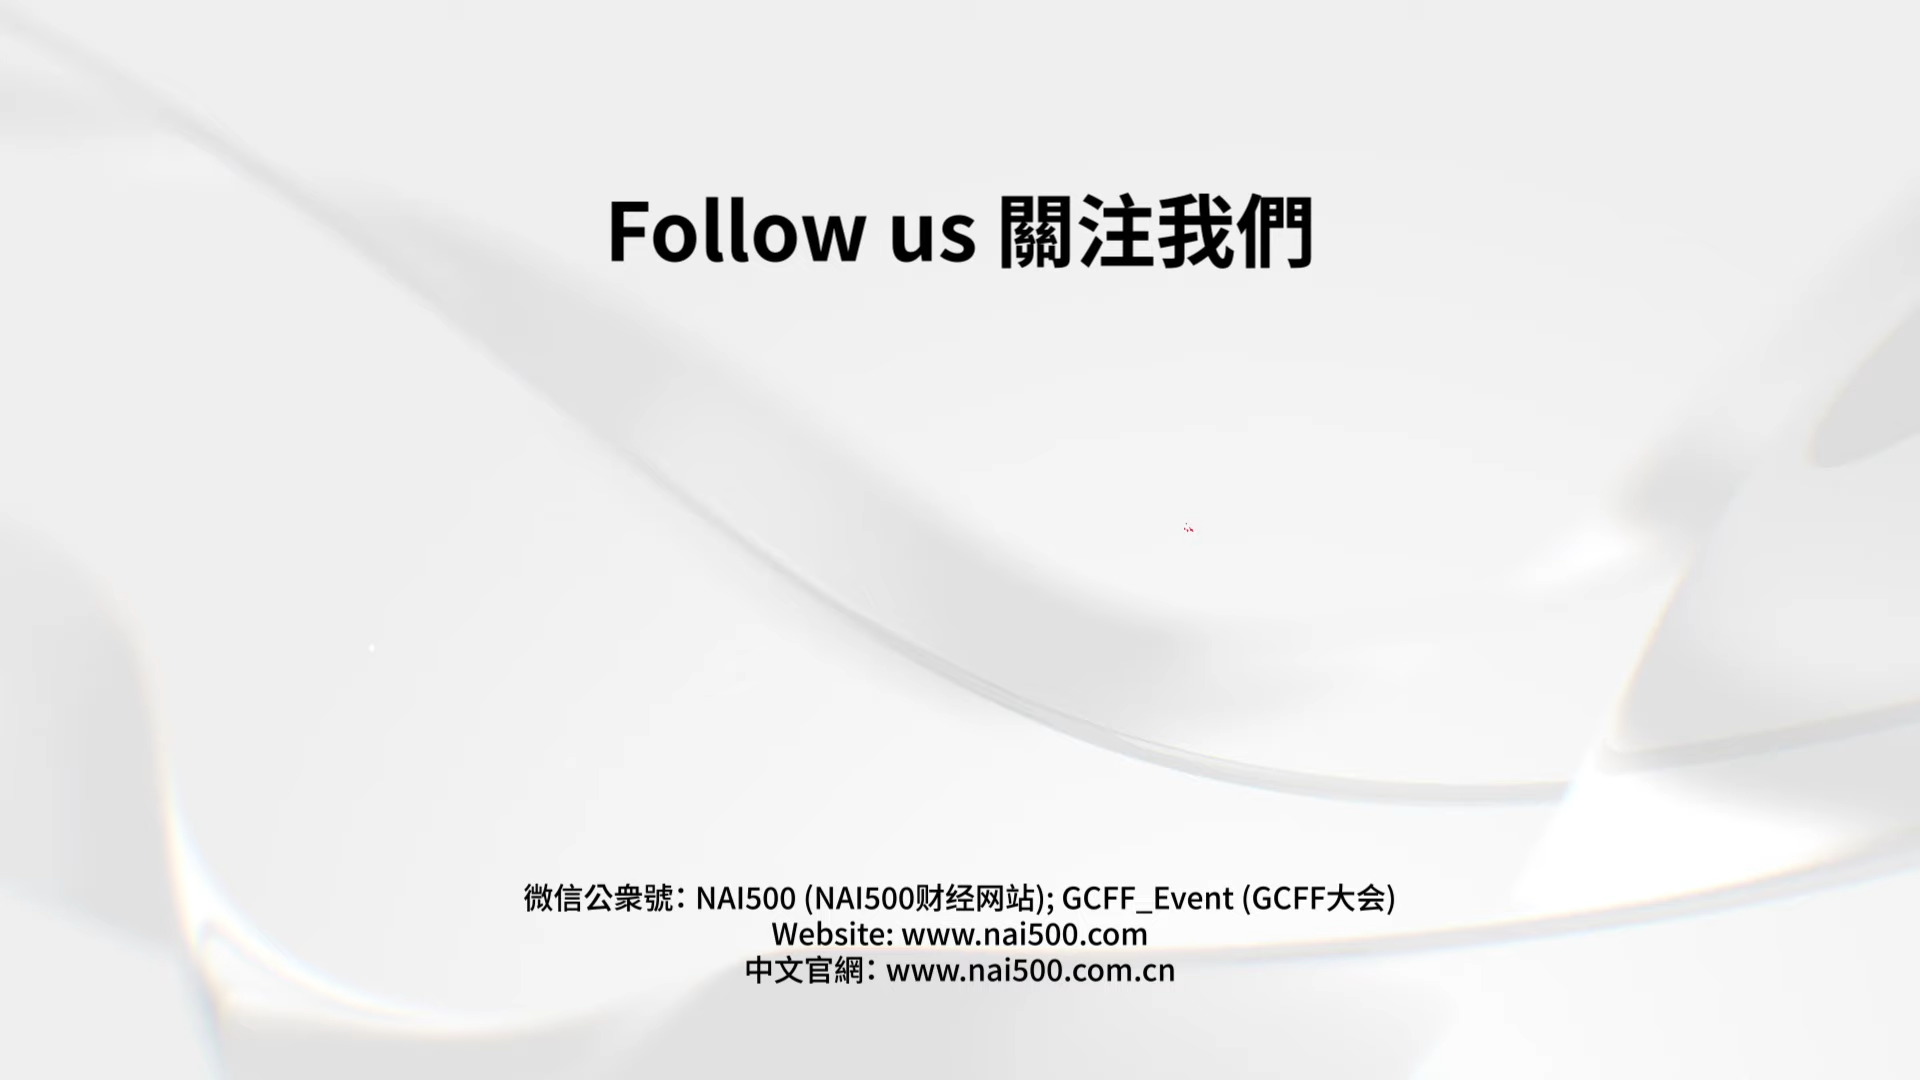 Follow us 關注我們
微信公衆號：NAI500 (NAI500财经网站); GCFF_Event (GCFF大会)
Website: www.nai500.com
中文官網：www.nai500.com.cn